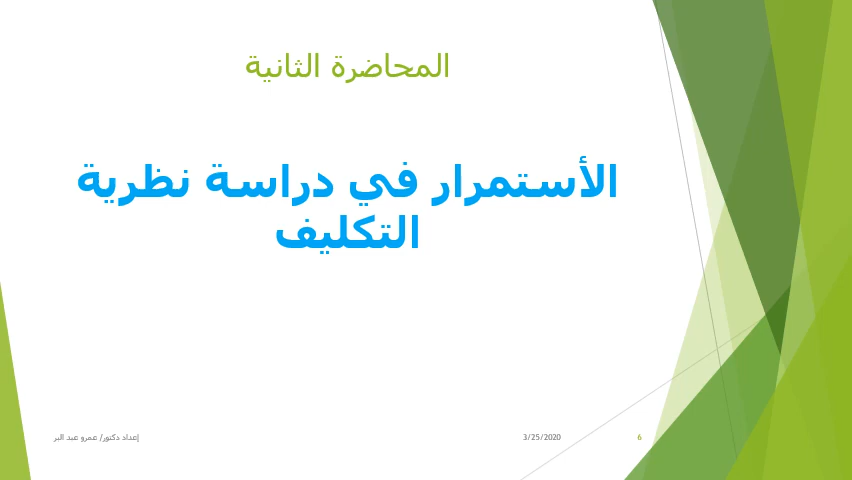 المحاضرة الثانية
الأستمرار في دراسة نظرية
التكليف
إعداد دكتور/ عمرو عبد البر
3/25/2020
6